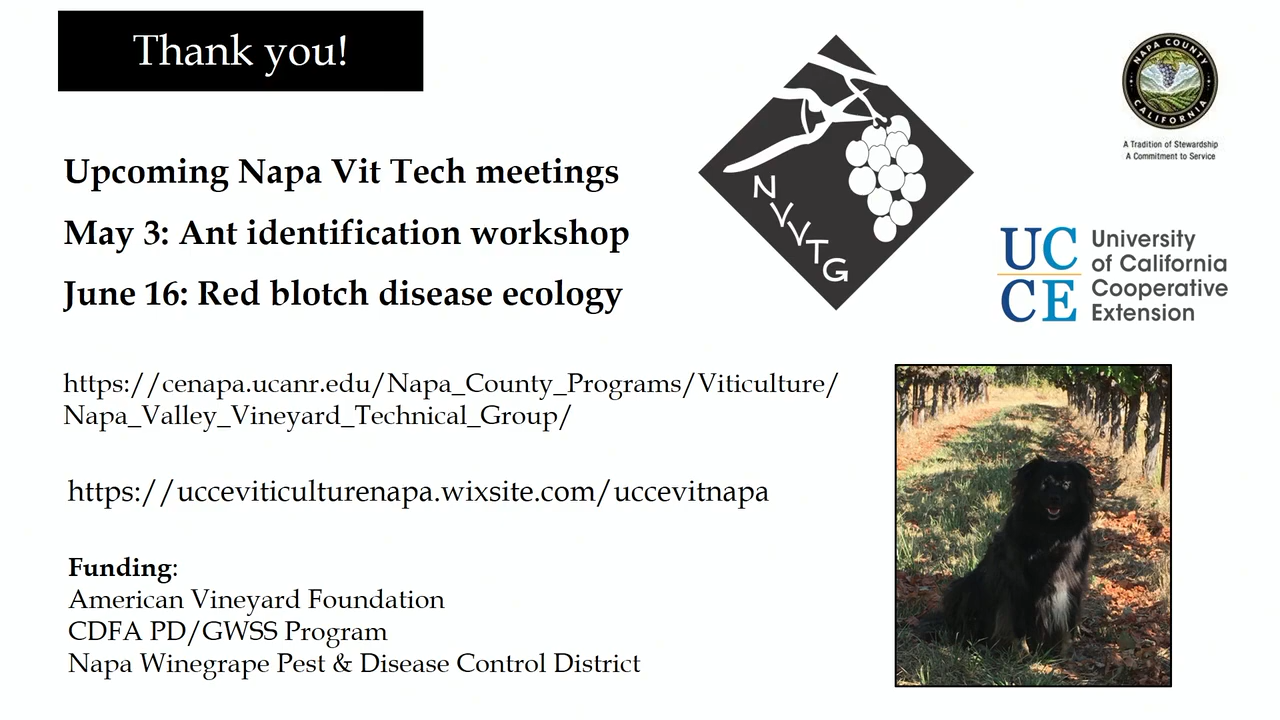 Thank you!
Upcoming Napa Vit Tech meetings
May 3: Ant identification workshop
June 16: Red blotch disease ecology
https://cenapa.ucanr.edu/Napa_County_Programs/Viticulture/
Napa_Valley_Vineyard_Technical_Group/
https://ucceviticulturenapa.wixsite.com/uccevitnapa
Funding:
American Vineyard Foundation
CDFA PD/GWSS Program
Napa Winegrape Pest & Disease Control District
NVVTG
NAPA COUNTY
CALIFORNIA
A Tradition of Stewardship
A Commitment to Service
UC
CE
University
of California
Cooperative
Extension